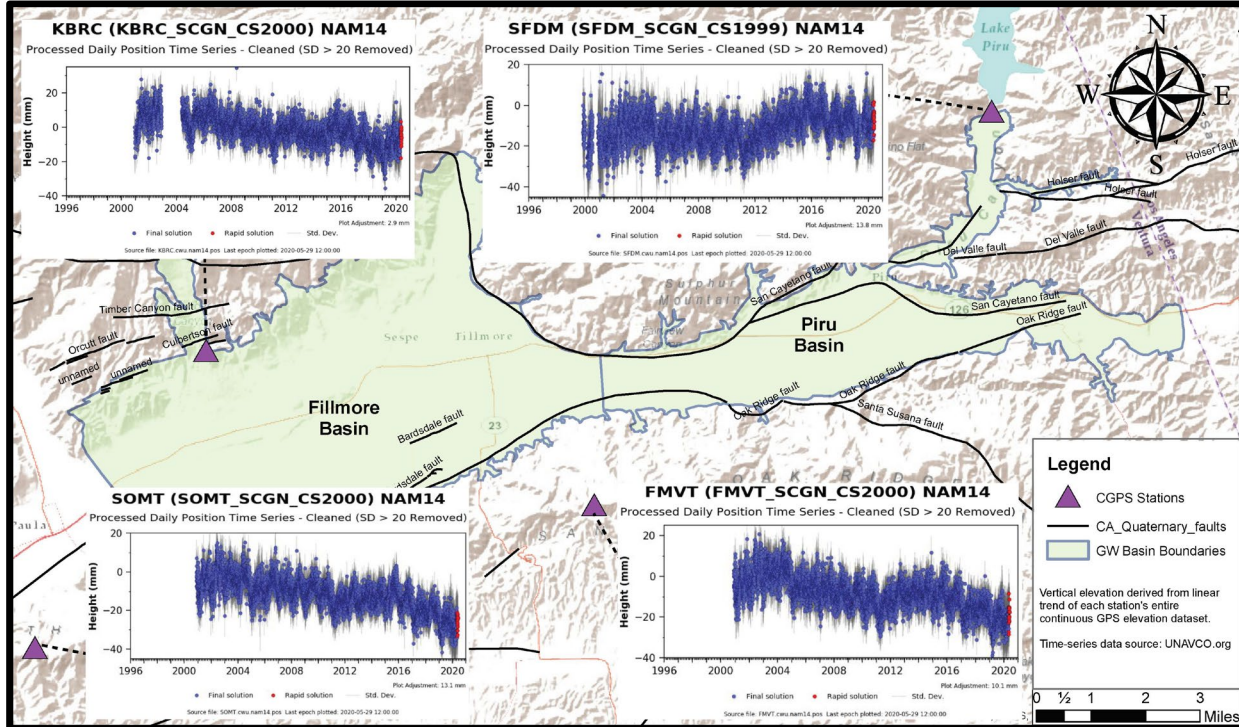 KBRC (KBRC_SCGN_CS2000) NAM14
Processed Daily Position Time Series - Cleaned (SD > 20 Removed)
Height (mm)
20
0
−20
−40
1996
2000
2004
2008
2012
2016
2020
Plot Adjustment: 2.9 mm
Final solution
Rapid solution
Std. Dev.
Source file: KBRC.cwu.nam14.pos Last epoch plotted: 2020-05-29 12:00:00
SFDM (SFDM_SCGN_CS1999) NAM14
Processed Daily Position Time Series - Cleaned (SD > 20 Removed)
Height (mm)
20
0
−20
−40
1996
2000
2004
2008
2012
2016
2020
Plot Adjustment: 13.8 mm
Final solution
Rapid solution
Std. Dev.
Source file: SFDM.cwu.nam14.pos Last epoch plotted: 2020-05-29 12:00:00
Lake
Piru
N
W
E
S
Holser fault
Holser fault
Holser fault
Del Valle fault
Del Valle fault
Los Angeles
Ventura
Timber Canyon fault
Orcutt fault
Culbertson fault
unnamed
unnamed
Sespe
Fillmore
Sulphur
Mountain
San Cayetano fault
Piru
126
San Cayetano fault
Oak Ridge fault
Piru
Basin
Fillmore
Basin
Bardsdale fault
23
Oak Ridge fault
Oak Ridge fault
Santa Susana fault
dsdale fault
OAK RIDGE
Paula
SAN
TH
SOMT (SOMT_SCGN_CS2000) NAM14
Processed Daily Position Time Series - Cleaned (SD > 20 Removed)
Height (mm)
20
0
−20
−40
1996
2000
2004
2008
2012
2016
2020
Plot Adjustment: 13.1 mm
Final solution
Rapid solution
Std. Dev.
Source file: SOMT.cwu.nam14.pos Last epoch plotted: 2020-05-29 12:00:00
FMVT (FMVT_SCGN_CS2000) NAM14
Processed Daily Position Time Series - Cleaned (SD > 20 Removed)
Height (mm)
20
0
−20
−40
1996
2000
2004
2008
2012
2016
2020
Plot Adjustment: 10.1 mm
Final solution
Rapid solution
Std. Dev.
Source file: FMVT.cwu.nam14.pos Last epoch plotted: 2020-05-29 12:00:00
Legend
CGPS Stations
CA_Quaternary_faults
GW Basin Boundaries
Vertical elevation derived from linear
trend of each station's entire
continuous GPS elevation dataset.
Time-series data source: UNAVCO.org
0 ½ 1 2 3
Miles